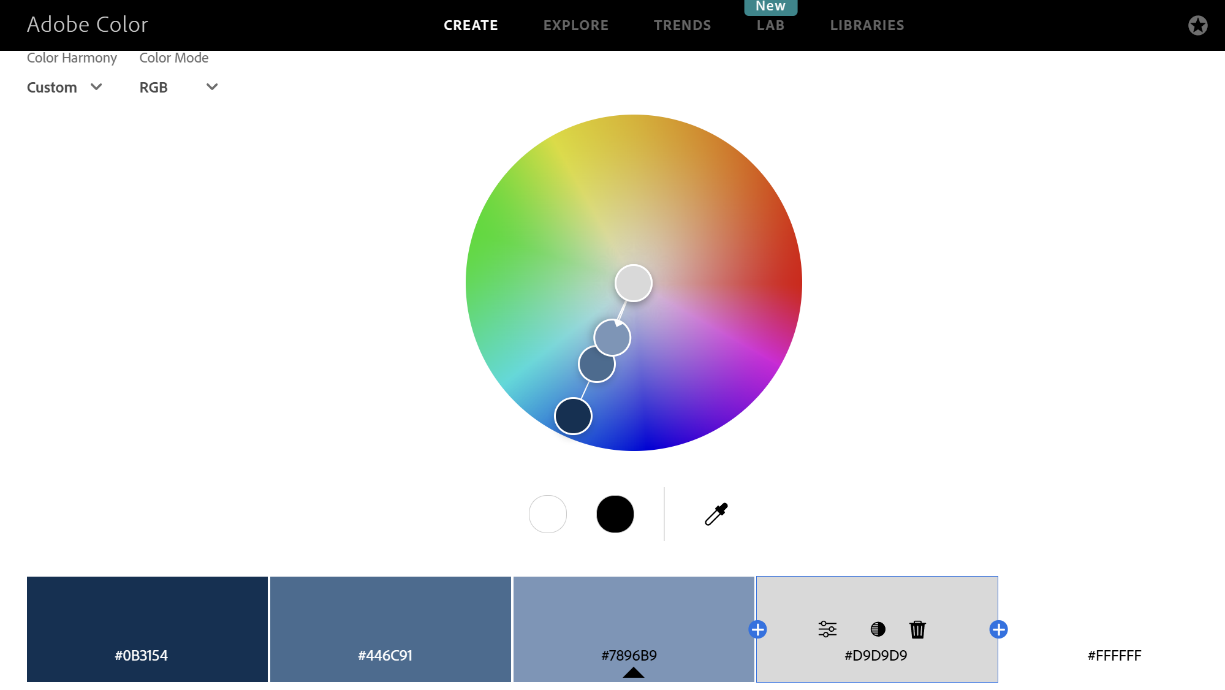 New
Adobe Color CREATE EXPLORE TRENDS LAB LIBRARIES
Color Harmony Color Mode
Custom RGB
#0B3154 #446C91 #7896B9 #D9D9D9 #FFFFFF